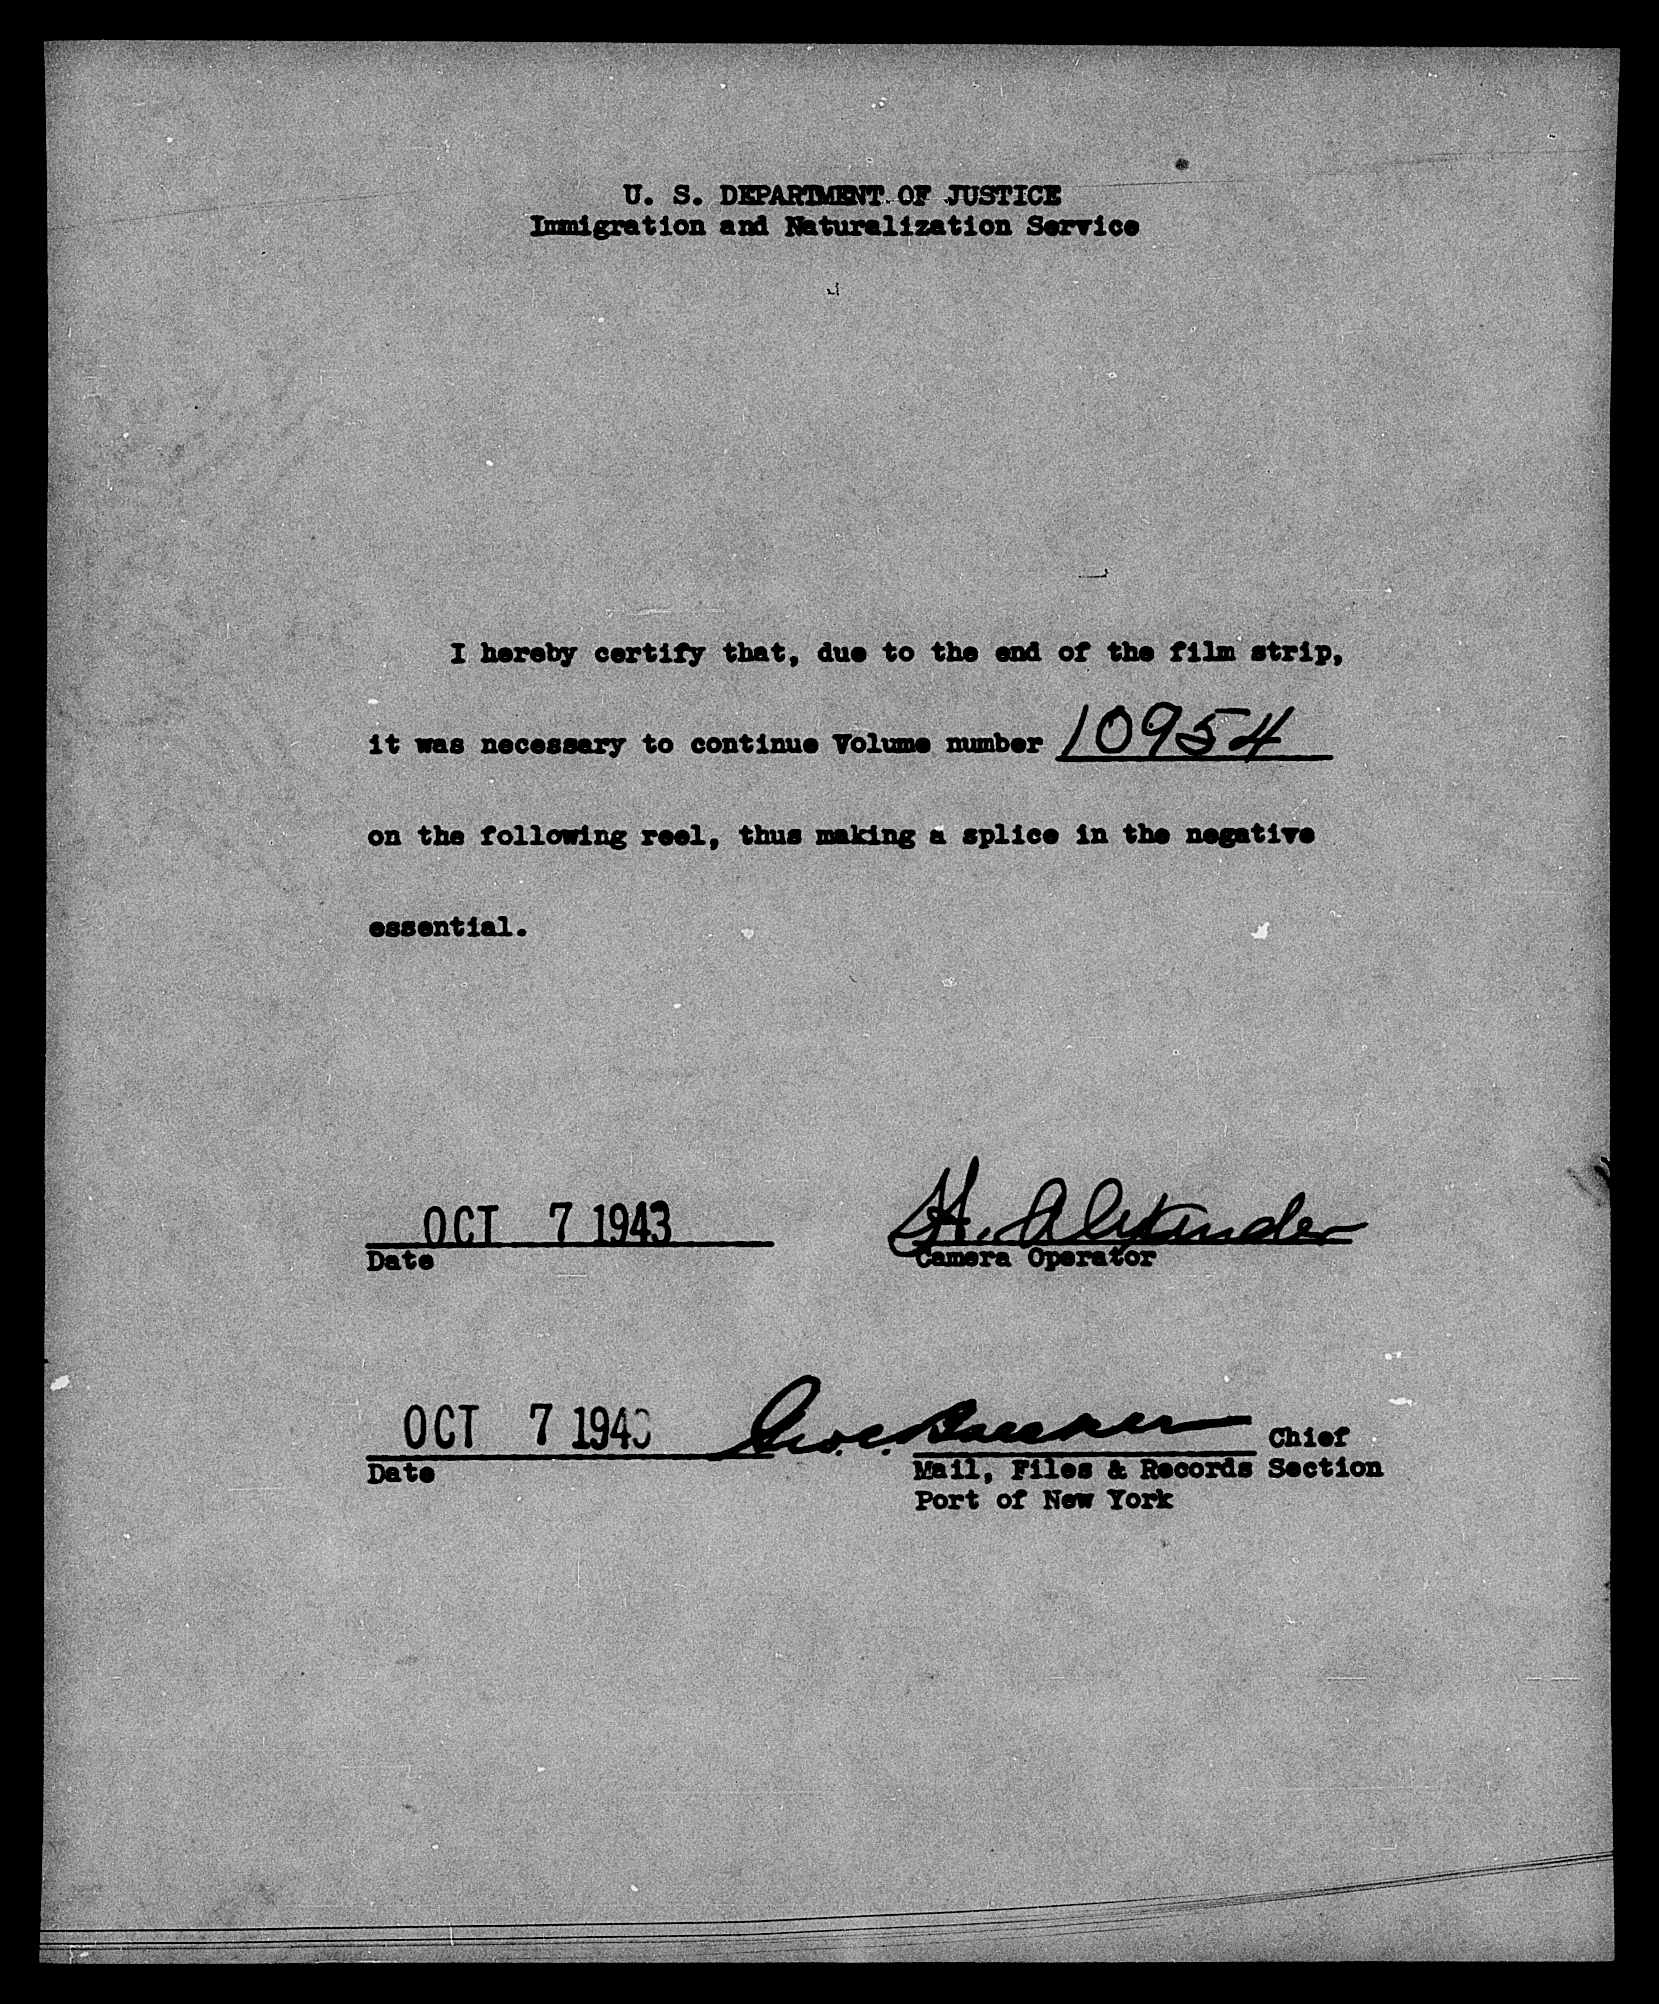 U. S. DEPARTMENT OF JUSTICE
Immigration and Naturalization Service
I hereby certify that, due to the end of the film strip,
it was necessary to continue Volume number 10954
on the following reel, thus making a splice in the negative
essential.
OCT 7 1943 H. Alexander
Date Camera Operator
OCT 7 1943 Chief
Date Mail, Files & Records Section
Port of New York